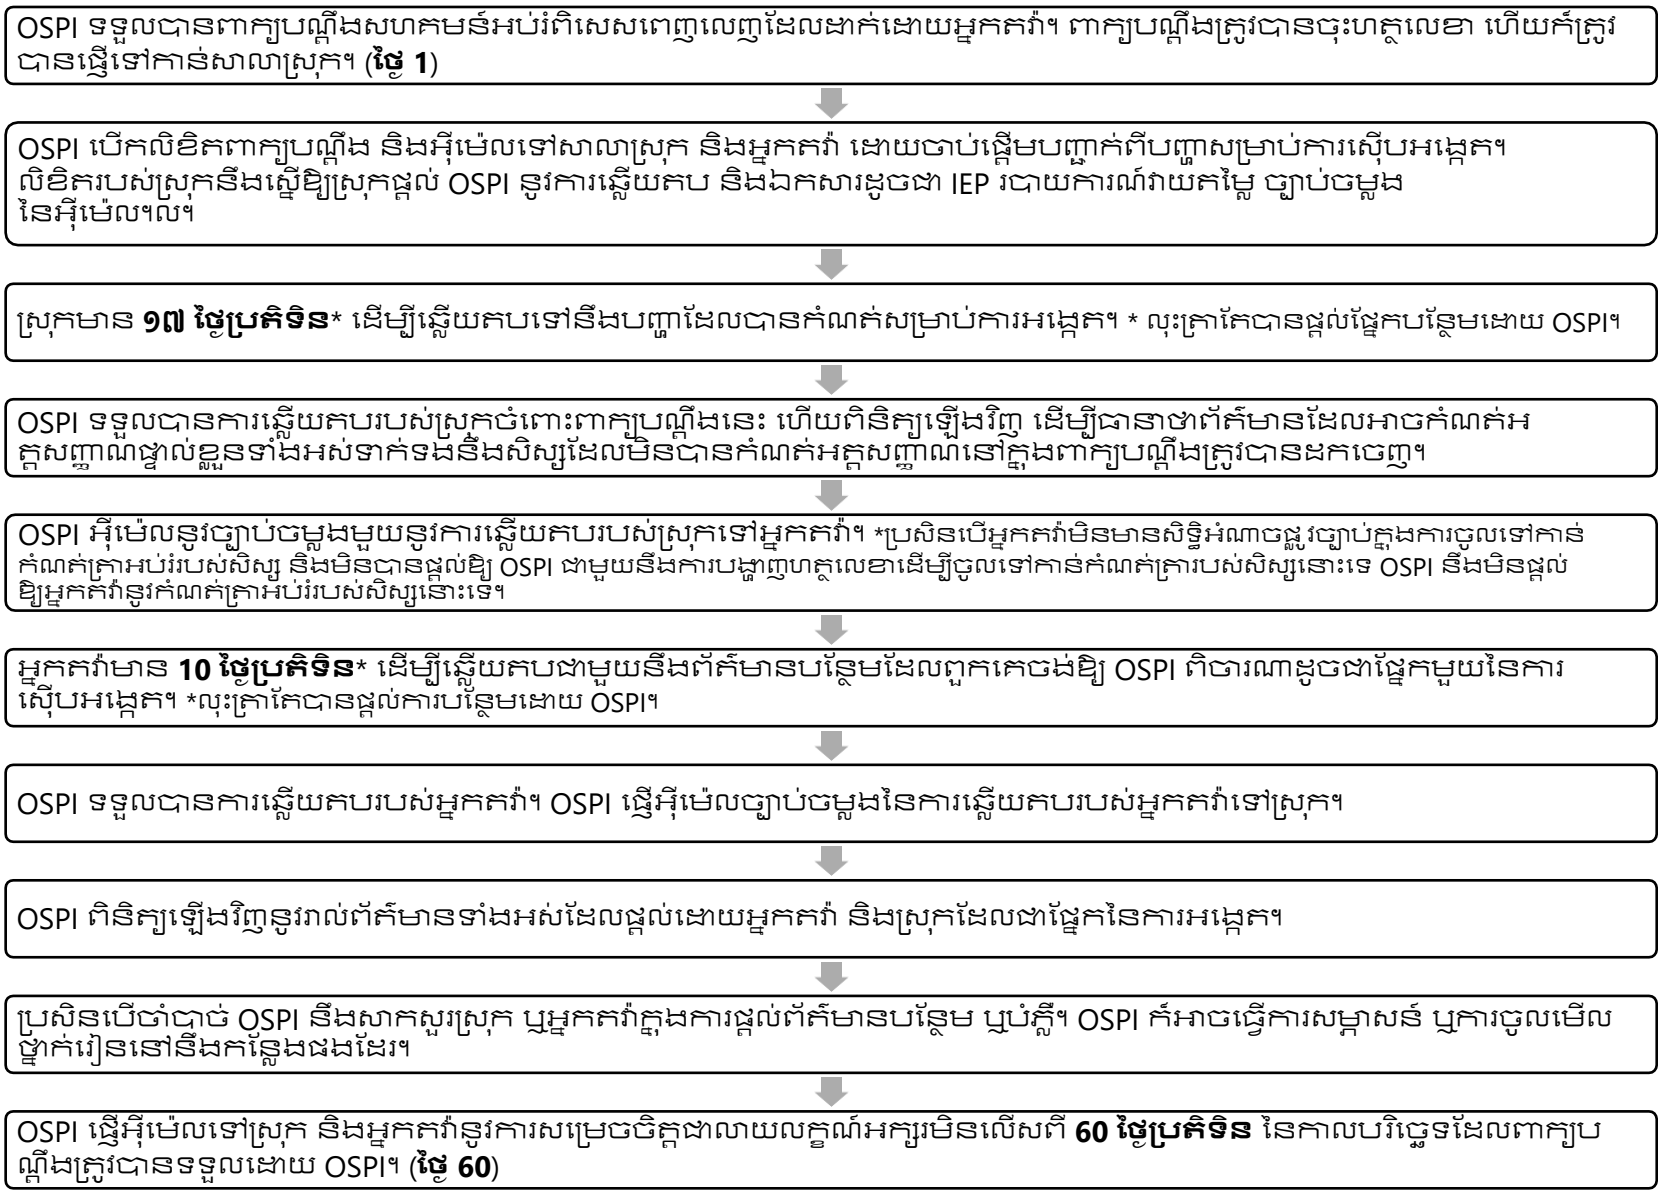 OSPI ទទួលបានពាក្យបណ្តឹងសហគមន៍អប់រំពិសេសពេញលេញដែលដាក់ដោយអ្នកតវ៉ា។ ពាក្យបណ្តឹងត្រូវបានចុះហត្ថលេខា ហើយក៏ត្រូវ
បានផ្ញើទៅកាន់សាលាស្រុក។ (ថ្ងៃ 1)
OSPI បើកលិខិតពាក្យបណ្តឹង និងអ៊ីម៉េលទៅសាលាស្រុក និងអ្នកតវ៉ា ដោយចាប់ផ្តើមបញ្ជាក់ពីបញ្ហាសម្រាប់ការស៊ើបអង្កេត។
លិខិតរបស់ស្រុកនឹងស្នើឱ្យស្រុកផ្តល់ OSPI នូវការឆ្លើយតប និងឯកសារដូចជា IEP របាយការណ៍វាយតម្លៃ ច្បាប់ចម្លង
នៃអ៊ីម៉េល។ល។
ស្រុកមាន ១៧ ថ្ងៃប្រតិទិន* ដើម្បីឆ្លើយតបទៅនឹងបញ្ហាដែលបានកំណត់សម្រាប់ការអង្កេត។ * លុះត្រាតែបានផ្តល់ផ្នែកបន្ថែមដោយ OSPI។
OSPI ទទួលបានការឆ្លើយតបរបស់ស្រុកចំពោះពាក្យបណ្តឹងនេះ ហើយពិនិត្យឡើងវិញ ដើម្បីធានាថាព័ត៌មានដែលអាចកំណត់អ
ត្តសញ្ញាណផ្ទាល់ខ្លួនទាំងអស់ទាក់ទងនឹងសិស្សដែលមិនបានកំណត់អត្តសញ្ញាណនៅក្នុងពាក្យបណ្តឹងត្រូវបានដកចេញ។
OSPI អ៊ីម៉េលនូវច្បាប់ចម្លងមួយនូវការឆ្លើយតបរបស់ស្រុកទៅអ្នកតវ៉ា។ *ប្រសិនបើអ្នកតវ៉ាមិនមានសិទ្ធិអំណាចផ្លូវច្បាប់ក្នុងការចូលទៅកាន់
កំណត់ត្រាអប់រំរបស់សិស្ស និងមិនបានផ្តល់ឱ្យ OSPI ជាមួយនឹងការបង្ហាញហត្ថលេខាដើម្បីចូលទៅកាន់កំណត់ត្រារបស់សិស្សនោះទេ OSPI នឹងមិនផ្តល់
ឱ្យអ្នកតវ៉ានូវកំណត់ត្រាអប់រំរបស់សិស្សនោះទេ។
អ្នកតវ៉ាមាន 10 ថ្ងៃប្រតិទិន* ដើម្បីឆ្លើយតបជាមួយនឹងព័ត៌មានបន្ថែមដែលពួកគេចង់ឱ្យ OSPI ពិចារណាដូចជាផ្នែកមួយនៃការ
ស៊ើបអង្កេត។ *លុះត្រាតែបានផ្តល់ការបន្ថែមដោយ OSPI។
OSPI ទទួលបានការឆ្លើយតបរបស់អ្នកតវ៉ា។ OSPI ផ្ញើអ៊ីម៉េលច្បាប់ចម្លងនៃការឆ្លើយតបរបស់អ្នកតវ៉ាទៅស្រុក។
OSPI ពិនិត្យឡើងវិញនូវរាល់ព័ត៌មានទាំងអស់ដែលផ្តល់ដោយអ្នកតវ៉ា និងស្រុកដែលជាផ្នែកនៃការអង្កេត។
ប្រសិនបើចាំបាច់ OSPI នឹងសាកសួរស្រុក ឬអ្នកតវ៉ាក្នុងការផ្តល់ព័ត៌មានបន្ថែម ឬបំភ្លឺ។ OSPI ក៏អាចធ្វើការសម្ភាសន៍ ឬការចូលមើល
ថ្នាក់រៀននៅនឹងកន្លែងផងដែរ។
OSPI ផ្ញើអ៊ីម៉េលទៅស្រុក និងអ្នកតវ៉ានូវការសម្រេចចិត្តជាលាយលក្ខណ៍អក្សរមិនលើសពី 60 ថ្ងៃប្រតិទិន នៃកាលបរិច្ឆេទដែលពាក្យប
ណ្តឹងត្រូវបានទទួលដោយ OSPI។ (ថ្ងៃ 60)